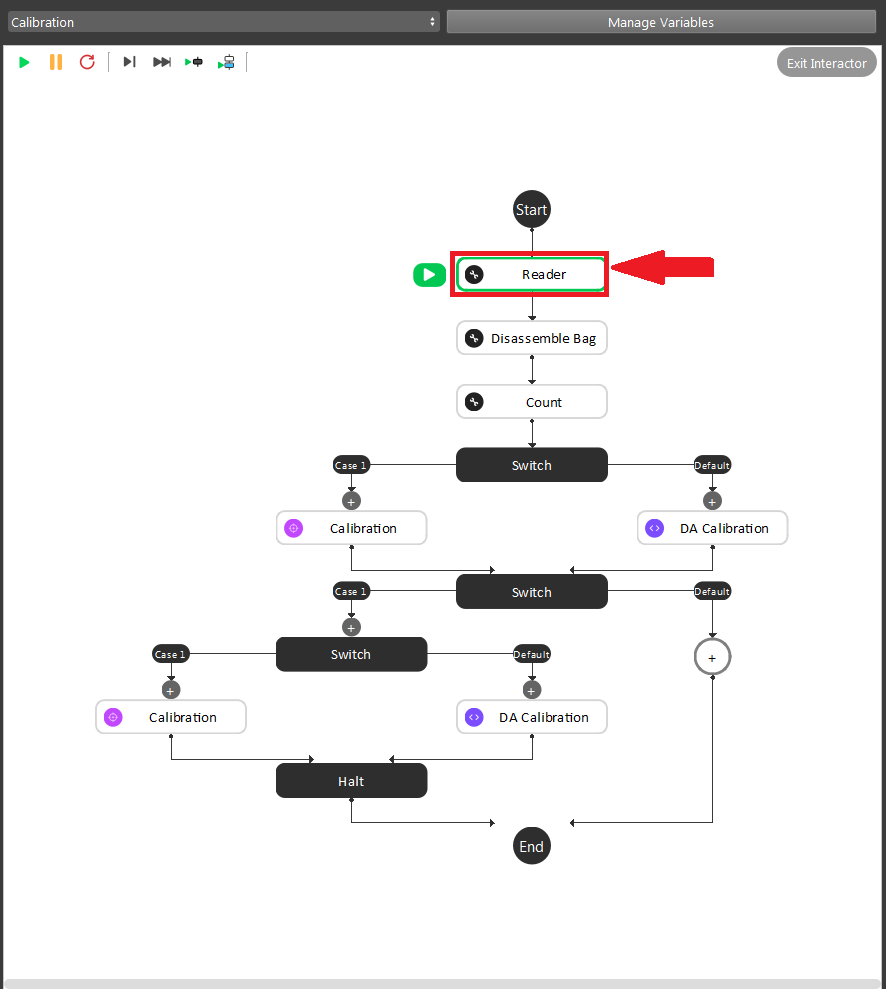 Calibration
Manage Variables
Exit Interactor
Start
Reader
Disassemble Bag
Count
Case 1
Switch
Default
Calibration
DA Calibration
Case 1
Switch
Default
Case 1
Switch
Default
Calibration
DA Calibration
Halt
End